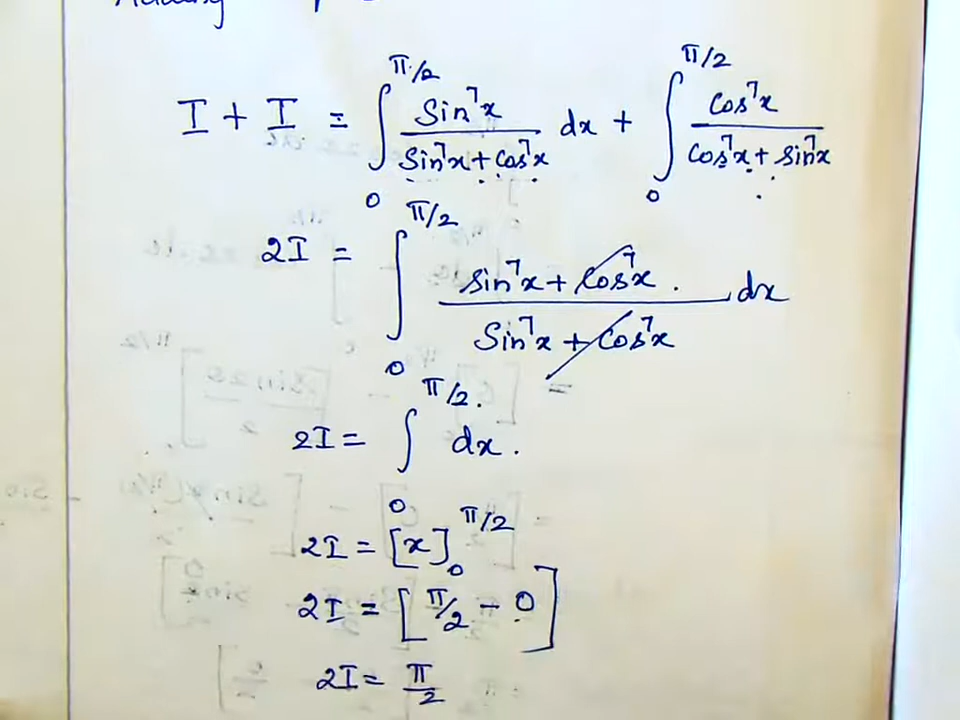 I + I = ∫₀^{π/2} Sin⁷x / (Sin⁷x + Cos⁷x) dx + ∫₀^{π/2} Cos⁷x / (Cos⁷x + Sin⁷x)
2I = ∫₀^{π/2} (Sin⁷x + Cos⁷x) / (Sin⁷x + Cos⁷x) dx
2I = ∫₀^{π/2} dx.
2I = [x]₀^{π/2}
2I = [π/2 - 0]
2I = π/2